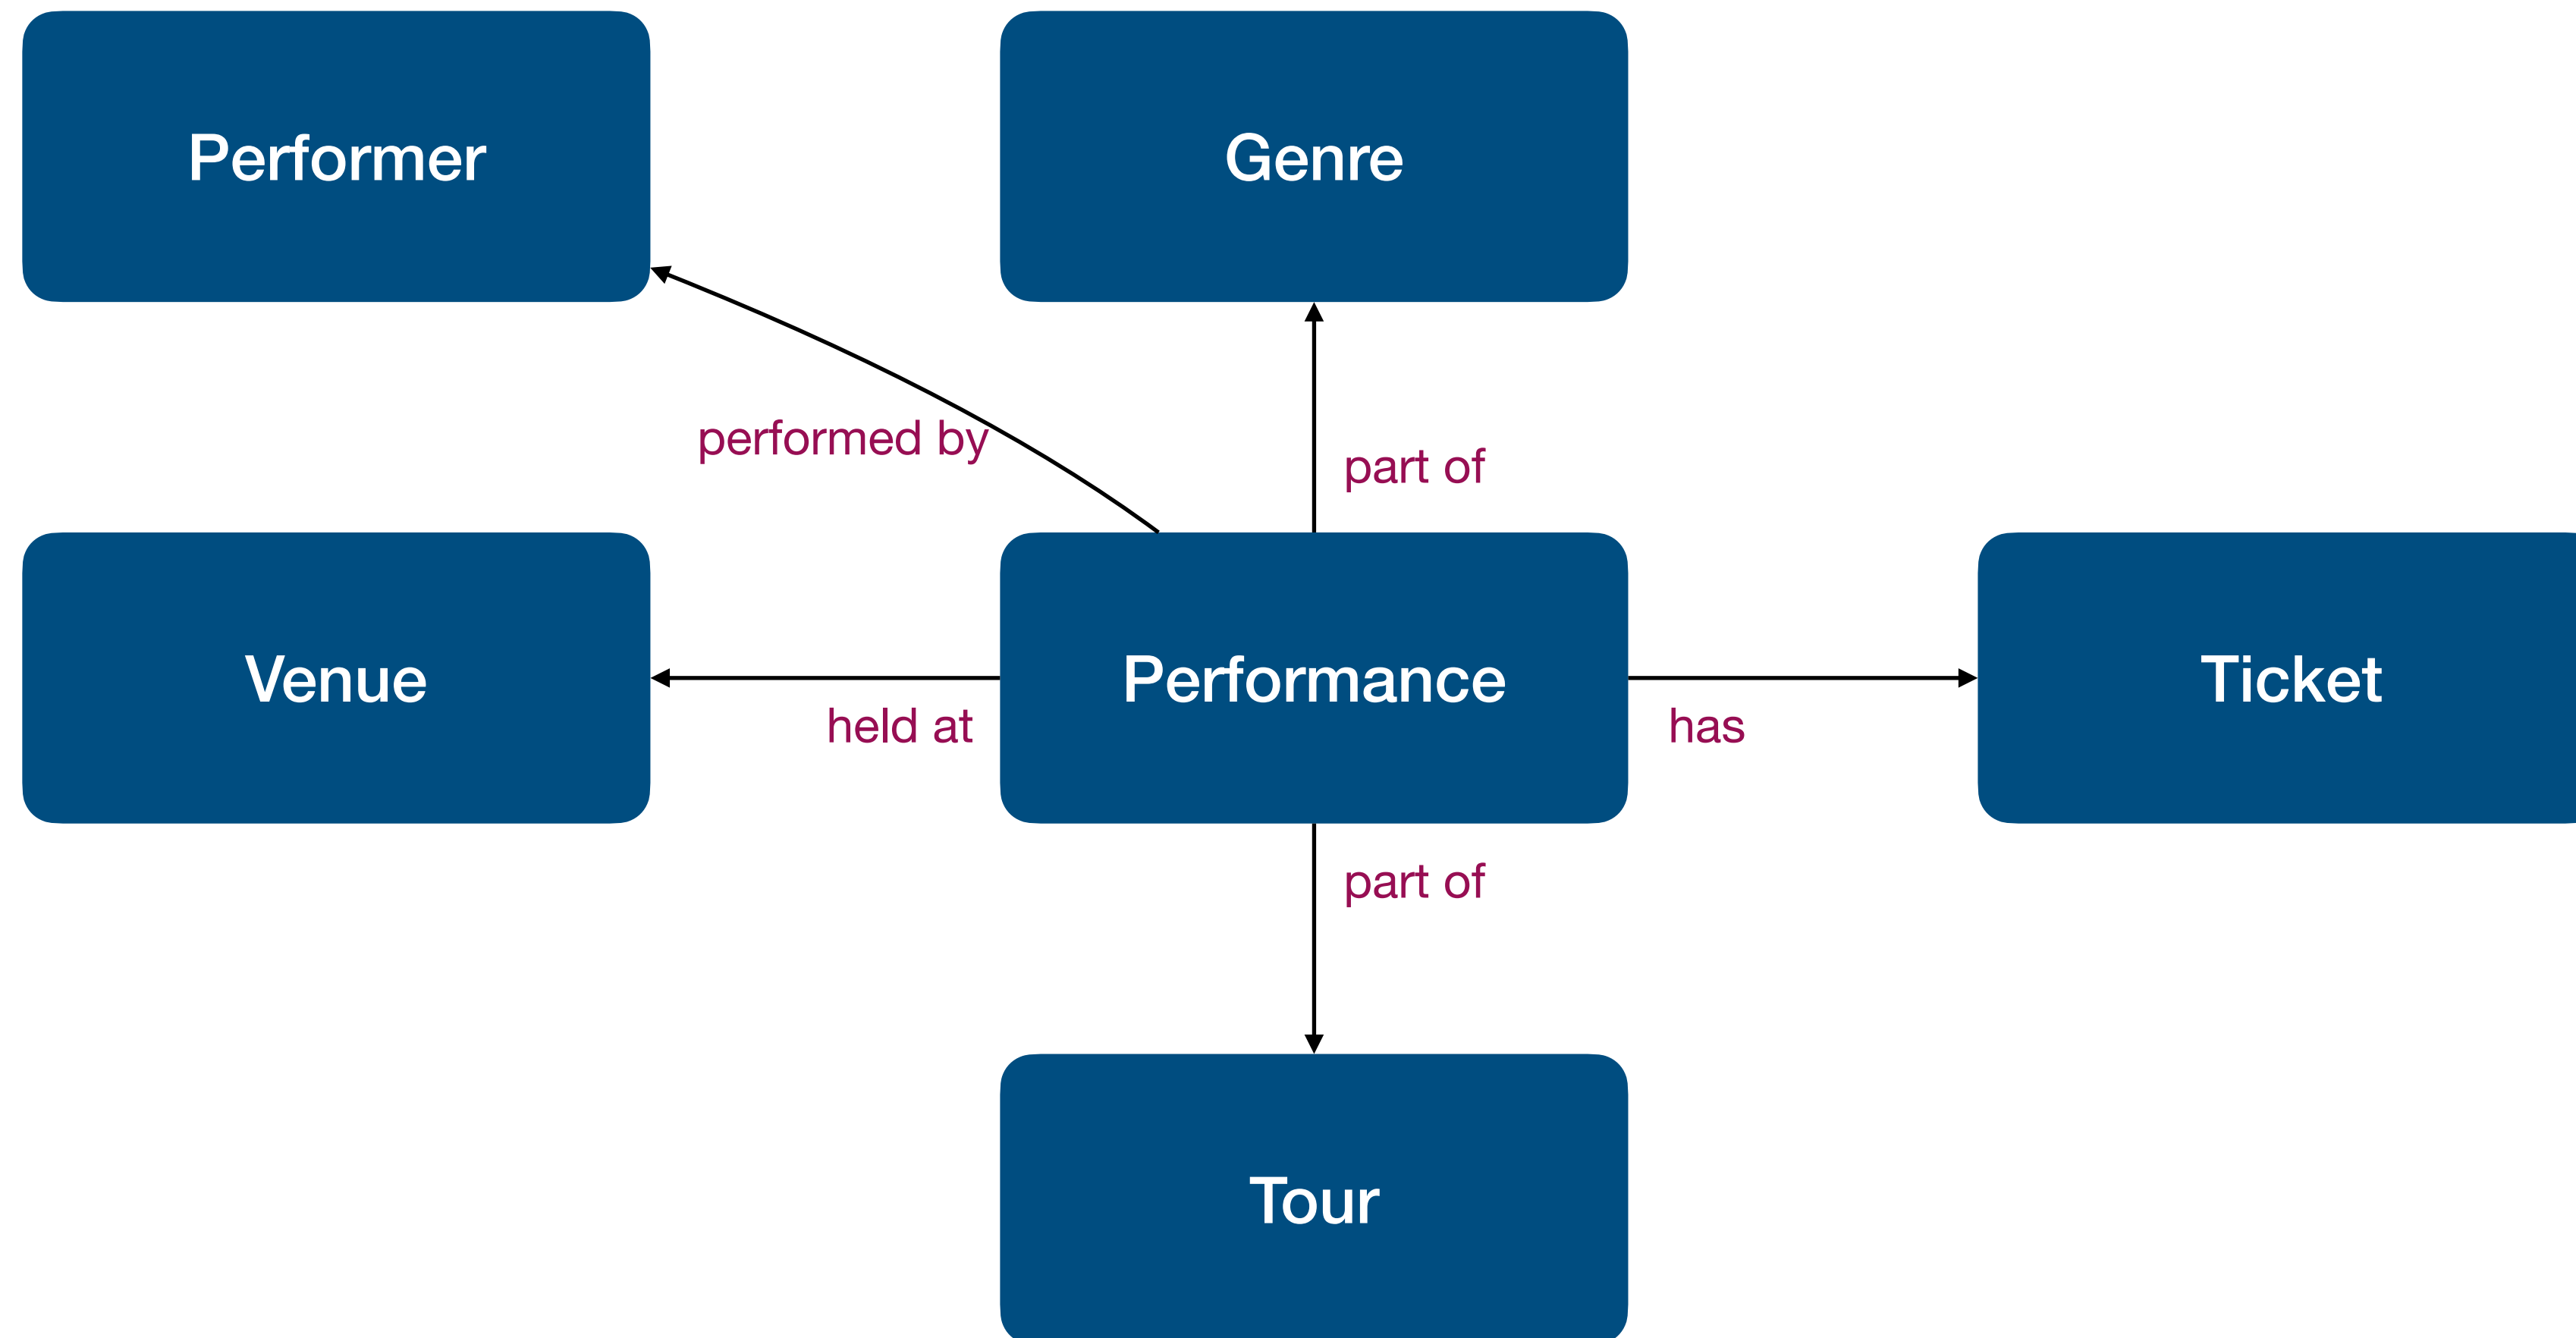 Performer
Genre
performed by
part of
Venue
Performance
Ticket
held at
has
part of
Tour